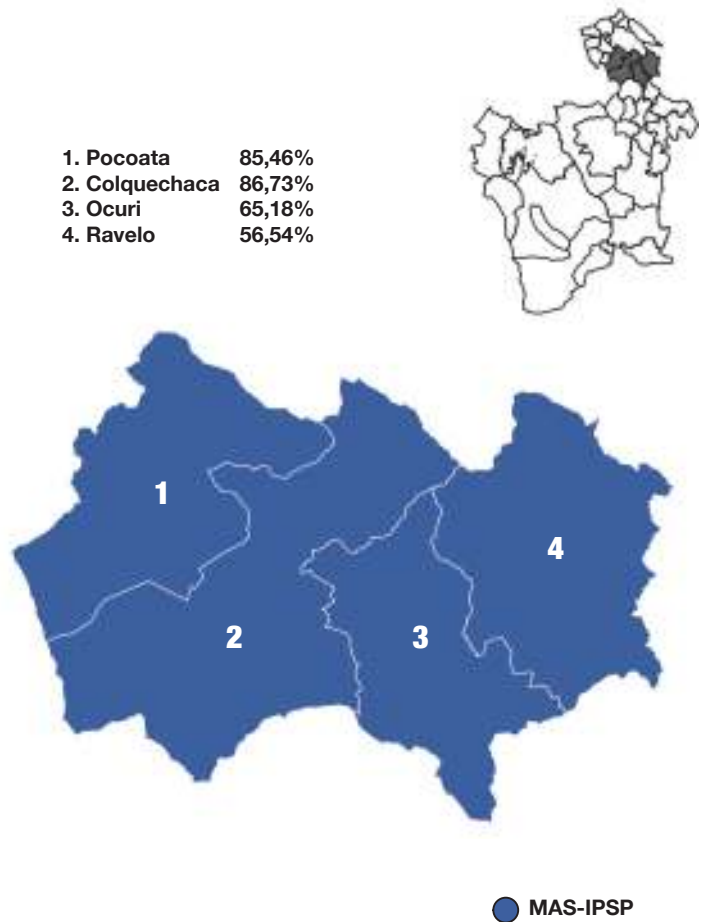 1. Pocoata 85,46%
2. Colquechaca 86,73%
3. Ocuri 65,18%
4. Ravelo 56,54%
1
4
2
3
MAS-IPSP